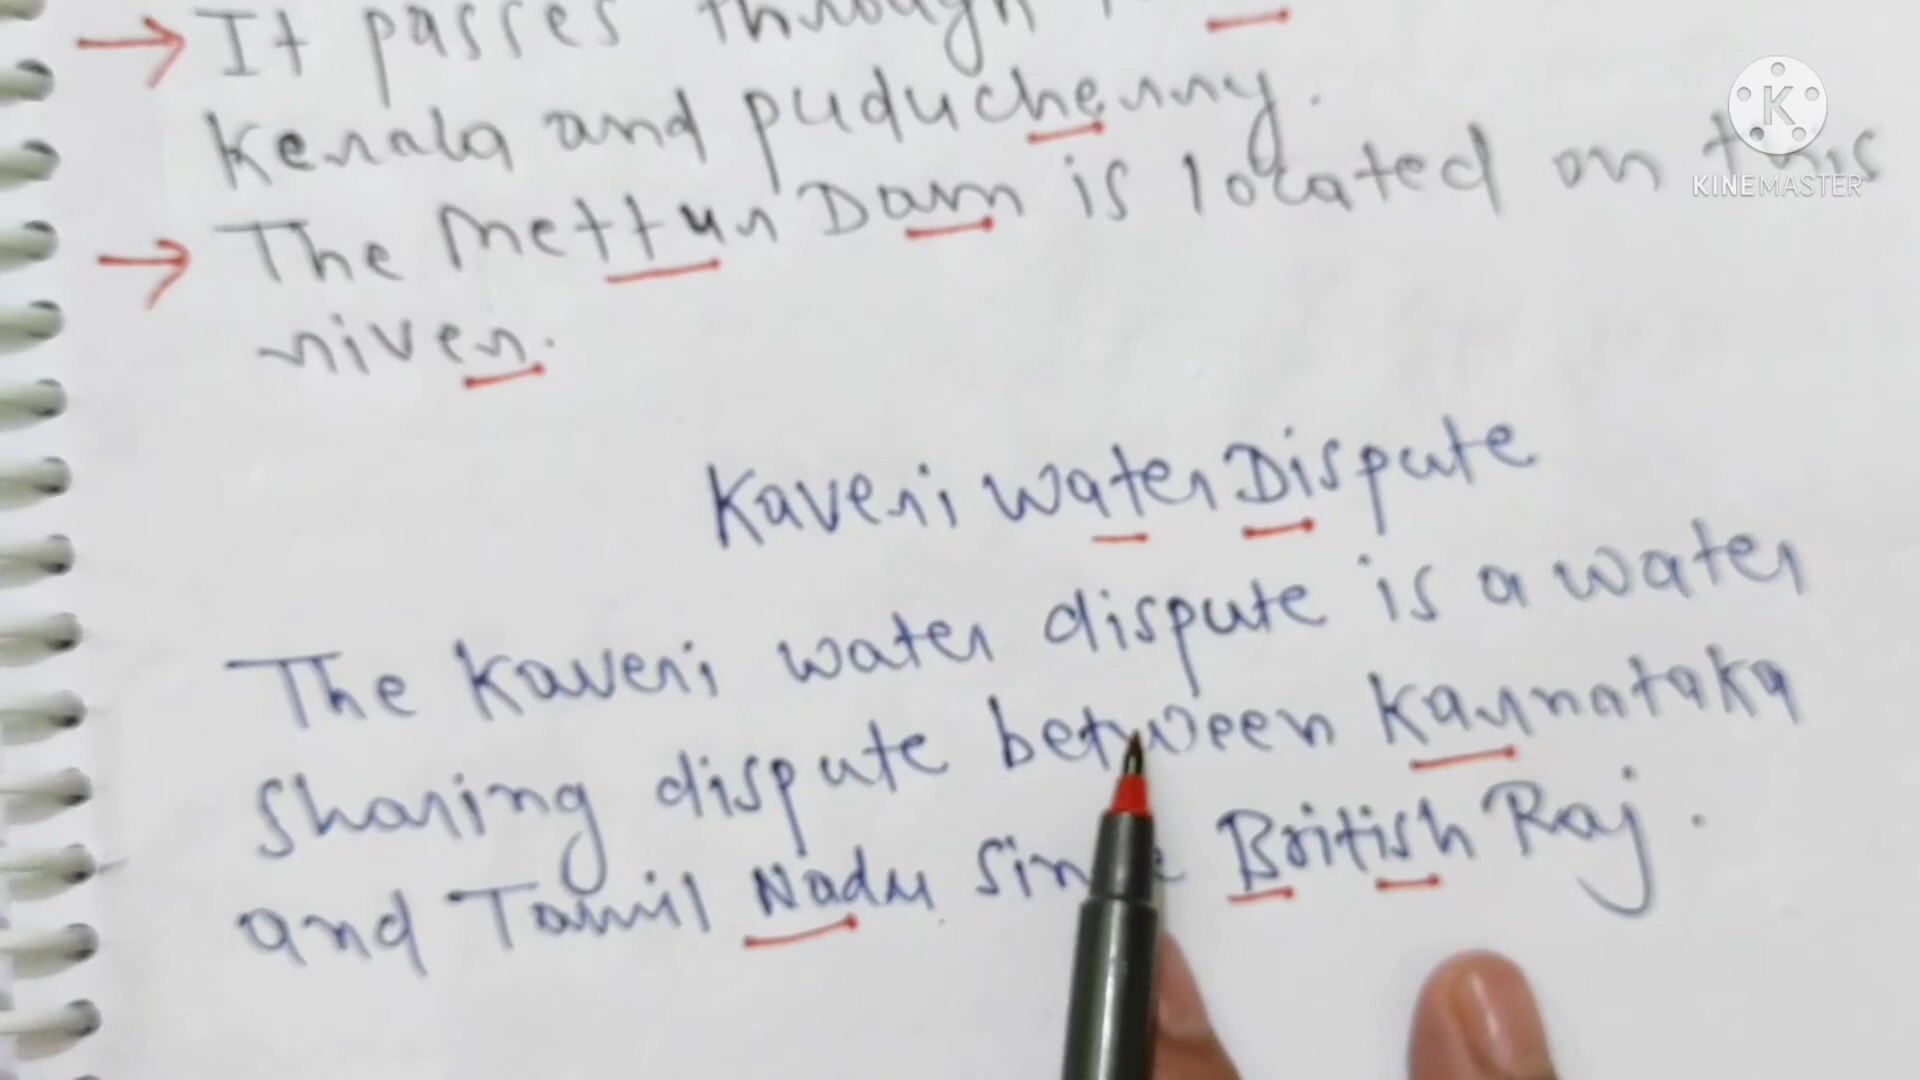 → It passes through
Kerala and puducherry.
→ The Mettur Dam is located on this
river.
Kaveri Water Dispute
The Kaveri water dispute is a water
sharing dispute between Karnataka
and Tamil Nadu Since British Raj.
K
KINEMASTER